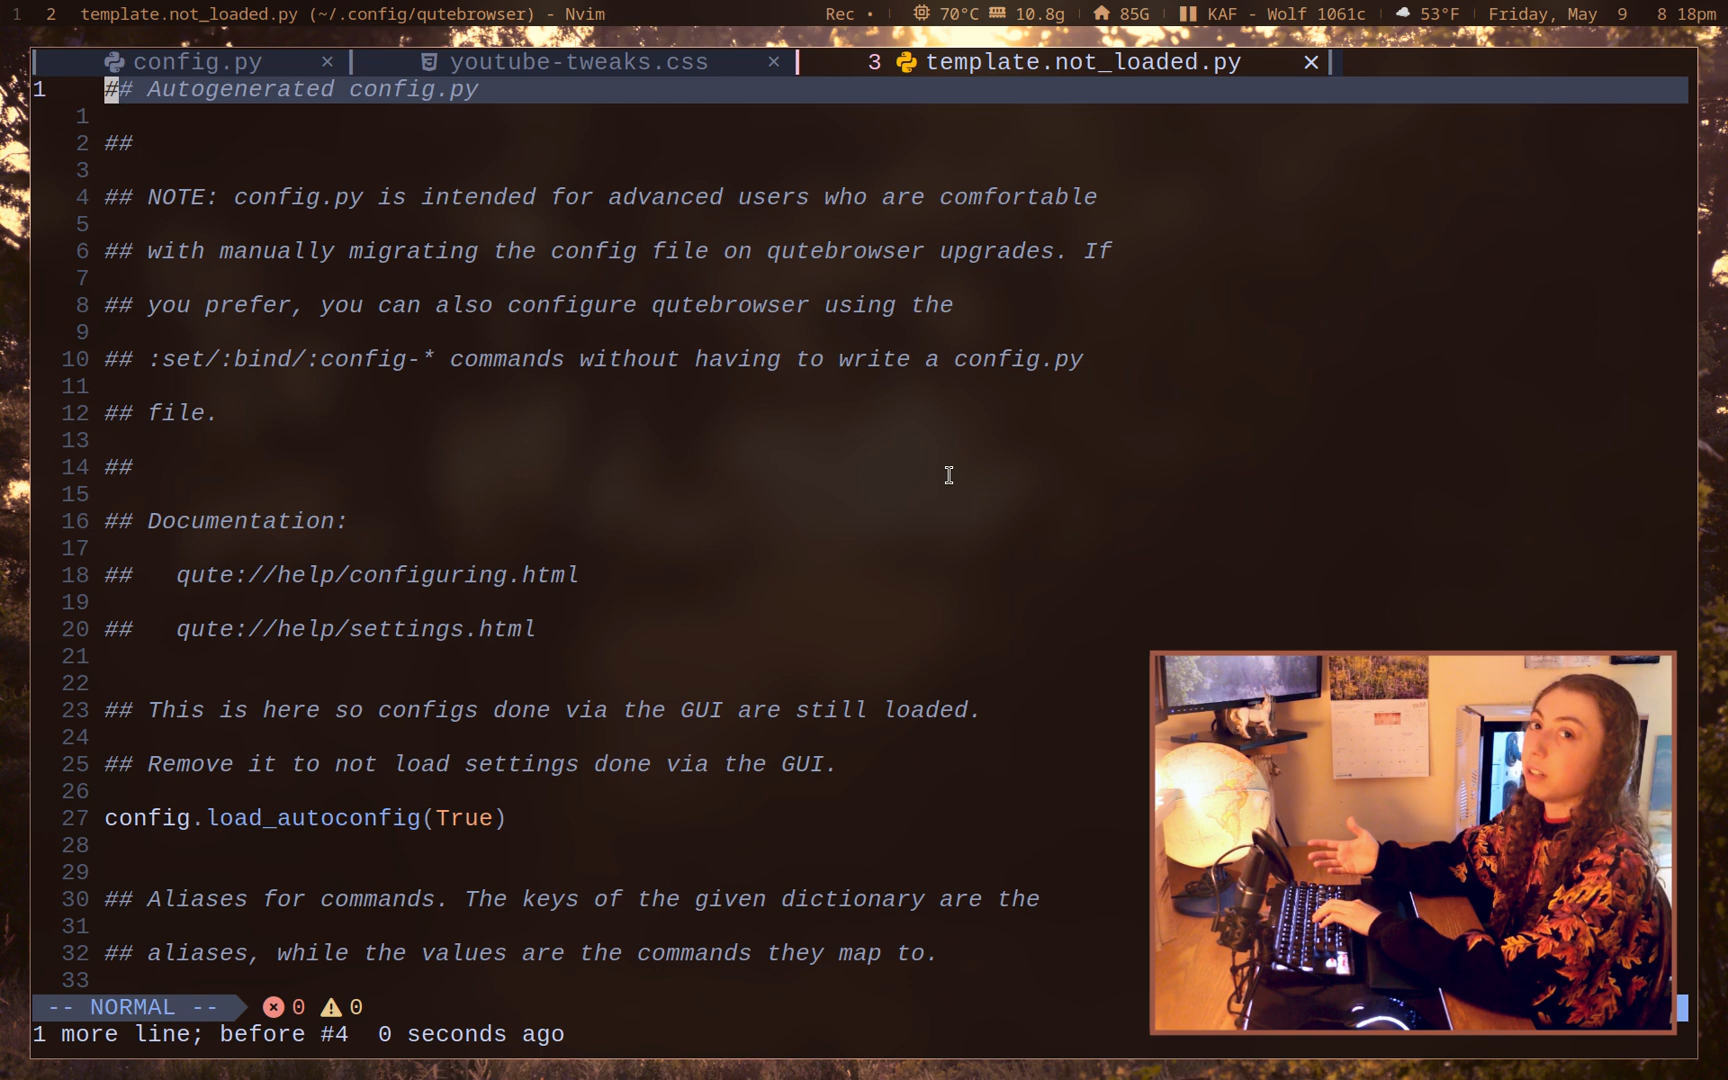 1 2 template.not_loaded.py (~/.config/qutebrowser) - Nvim Rec • 70°C 10.8g 85G KAF - Wolf 1061c 53°F Friday, May 9 8 18pm
config.py × youtube-tweaks.css × 3 template.not_loaded.py ×
1 ## Autogenerated config.py
1
2 ##
3
4 ## NOTE: config.py is intended for advanced users who are comfortable
5
6 ## with manually migrating the config file on qutebrowser upgrades. If
7
8 ## you prefer, you can also configure qutebrowser using the
9
10 ## :set/:bind/:config-* commands without having to write a config.py
11
12 ## file.
13
14 ##
15
16 ## Documentation:
17
18 ##   qute://help/configuring.html
19
20 ##   qute://help/settings.html
21
22
23 ## This is here so configs done via the GUI are still loaded.
24
25 ## Remove it to not load settings done via the GUI.
26
27 config.load_autoconfig(True)
28
29
30 ## Aliases for commands. The keys of the given dictionary are the
31
32 ## aliases, while the values are the commands they map to.
33
-- NORMAL -- × 0 0
1 more line; before #4  0 seconds ago